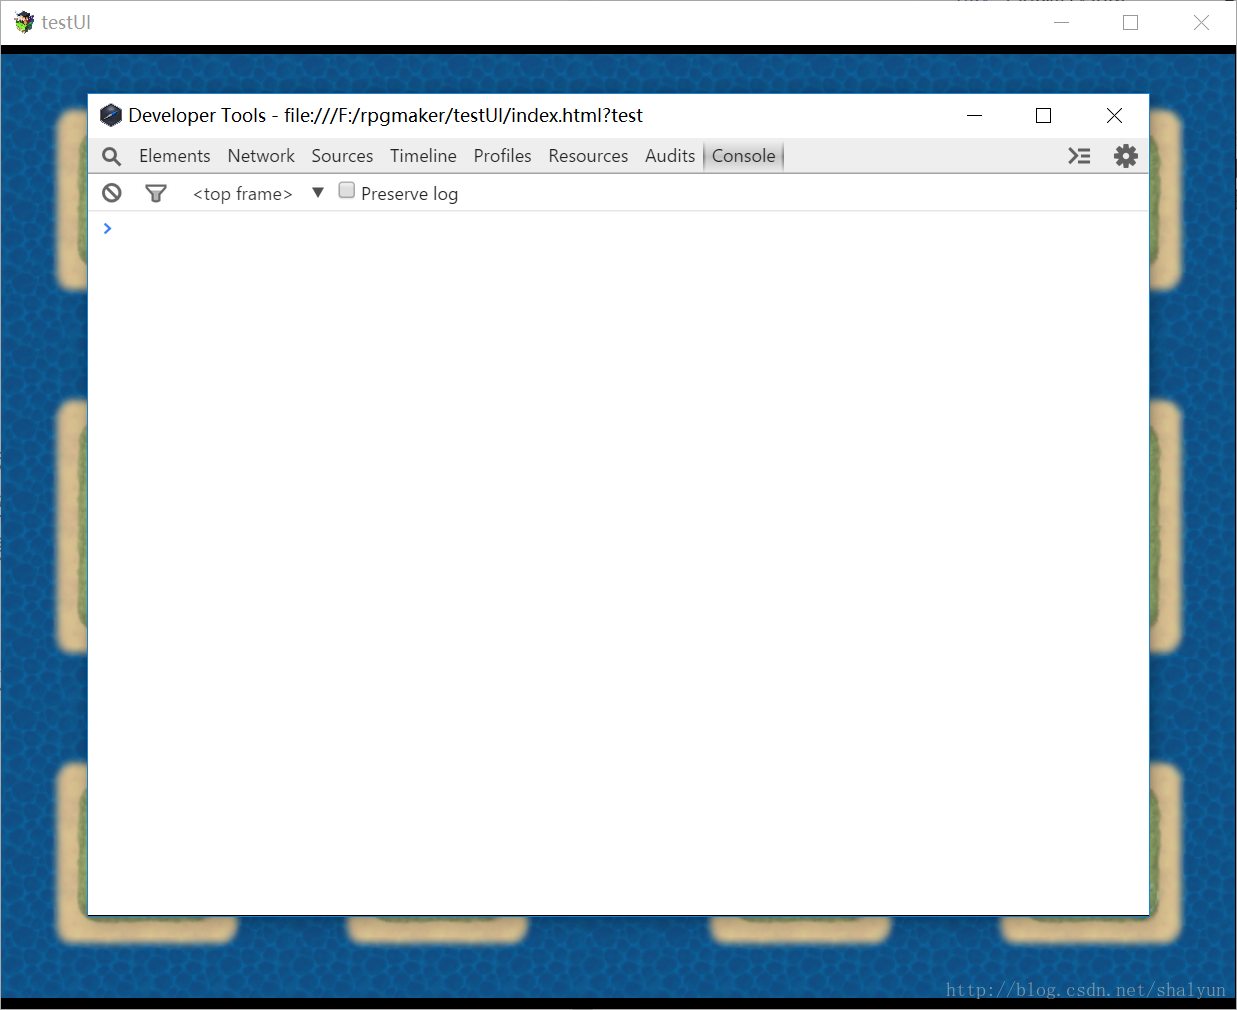 testUI
Developer Tools - file:///F:/rpgmaker/testUI/index.html?test
Elements Network Sources Timeline Profiles Resources Audits Console
<top frame> ▼ Preserve log
http://blog.csdn.net/shalyun